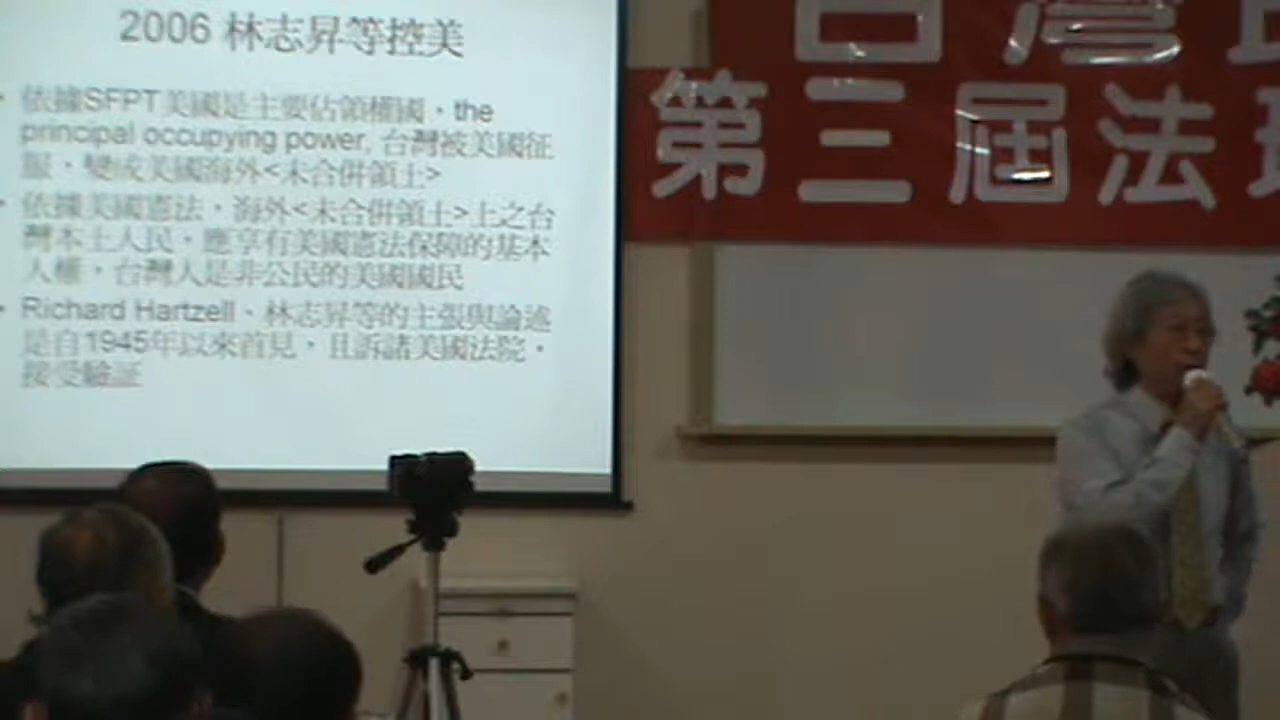 2006 林志昇等控美
• 依據SFPT美國是主要佔領權國，the
principal occupying power, 台灣被美國征
服，變成美國海外<未合併領土>
• 依據美國憲法，海外<未合併領土>上之台
灣本土人民，應享有美國憲法保障的基本
人權，台灣人是非公民的美國國民
• Richard Hartzell、林志昇等的主張與論述
是自1945年以來首見，且訴諸美國法院，
接受驗証
台灣
第三屆法